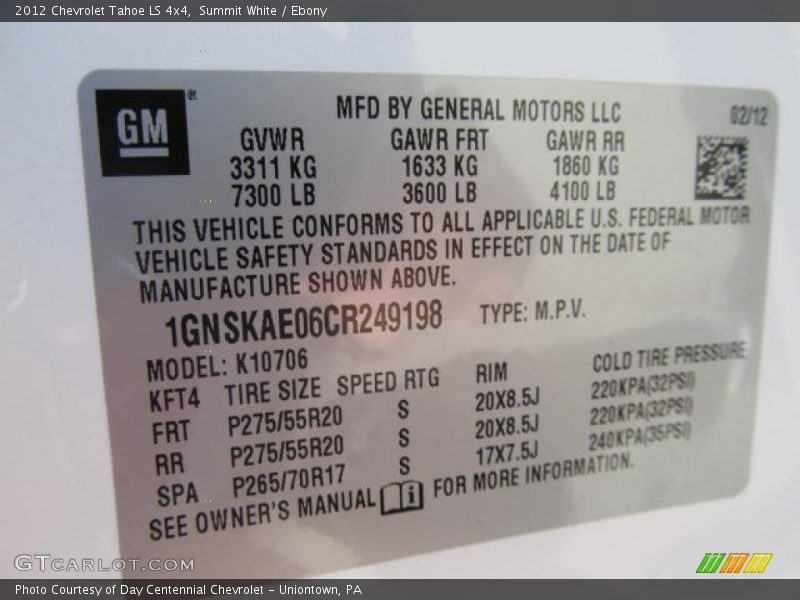 2012 Chevrolet Tahoe LS 4x4,  Summit White / Ebony
GM ®
MFD BY GENERAL MOTORS LLC 02/12
GVWR GAWR FRT GAWR RR
3311 KG 1633 KG 1860 KG
7300 LB 3600 LB 4100 LB
THIS VEHICLE CONFORMS TO ALL APPLICABLE U.S. FEDERAL MOTOR
VEHICLE SAFETY STANDARDS IN EFFECT ON THE DATE OF
MANUFACTURE SHOWN ABOVE.
1GNSKAE06CR249198 TYPE: M.P.V.
MODEL: K10706
KFT4 TIRE SIZE SPEED RTG RIM COLD TIRE PRESSURE
FRT P275/55R20 S 20X8.5J 220KPA(32PSI)
RR P275/55R20 S 20X8.5J 220KPA(32PSI)
SPA P265/70R17 S 17X7.5J 240KPA(35PSI)
SEE OWNER'S MANUAL FOR MORE INFORMATION.
GTCARLOT.COM
Photo Courtesy of Day Centennial Chevrolet - Uniontown, PA